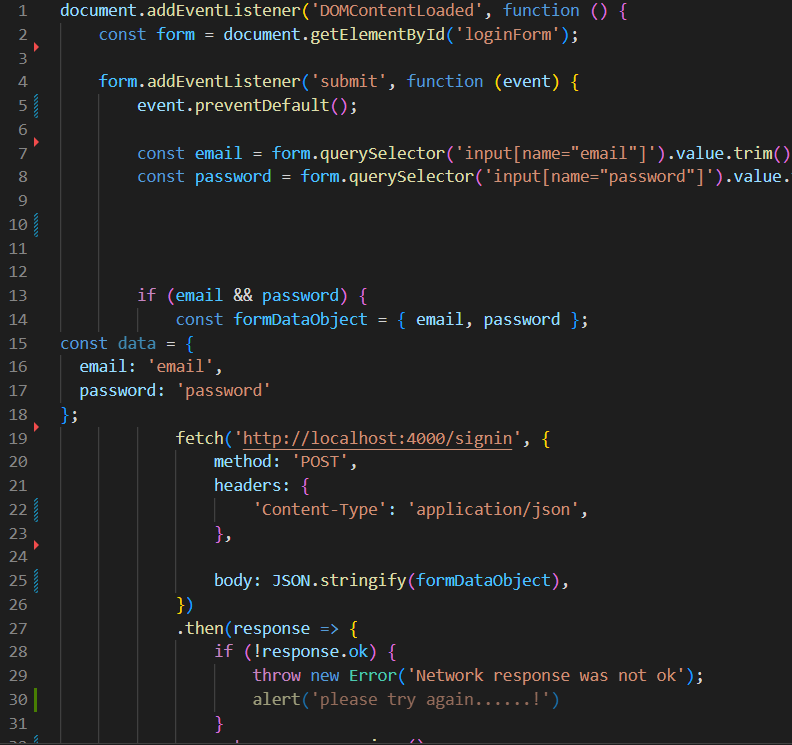 1 document.addEventListener('DOMContentLoaded', function () {
2 const form = document.getElementById('loginForm');
3
4 form.addEventListener('submit', function (event) {
5 event.preventDefault();
6
7 const email = form.querySelector('input[name="email"]').value.trim()
8 const password = form.querySelector('input[name="password"]').value.
9
10
11
12
13 if (email && password) {
14 const formDataObject = { email, password };
15 const data = {
16 email: 'email',
17 password: 'password'
18 };
19 fetch('http://localhost:4000/signin', {
20 method: 'POST',
21 headers: {
22 'Content-Type': 'application/json',
23 },
24
25 body: JSON.stringify(formDataObject),
26 })
27 .then(response => {
28 if (!response.ok) {
29 throw new Error('Network response was not ok');
30 alert('please try again......!')
31 }